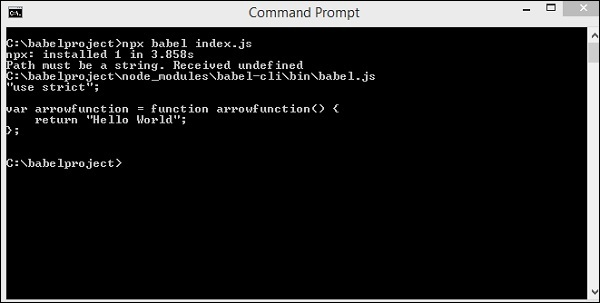 Command Prompt
C:\babelproject>npx babel index.js
npx: installed 1 in 3.858s
Path must be a string. Received undefined
C:\babelproject\node_modules\babel-cli\bin\babel.js
"use strict";
var arrowfunction = function arrowfunction() {
    return "Hello World";
};
C:\babelproject>